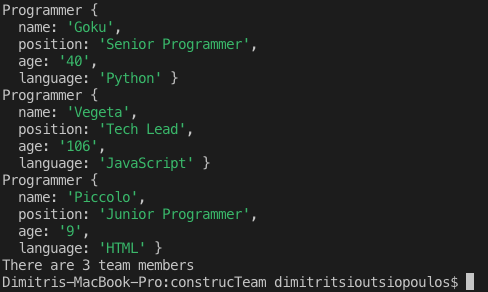 Programmer {
  name: 'Goku',
  position: 'Senior Programmer',
  age: '40',
  language: 'Python' }
Programmer {
  name: 'Vegeta',
  position: 'Tech Lead',
  age: '106',
  language: 'JavaScript' }
Programmer {
  name: 'Piccolo',
  position: 'Junior Programmer',
  age: '9',
  language: 'HTML' }
There are 3 team members
Dimitris-MacBook-Pro:construcTeam dimitritsioutsiopoulos$